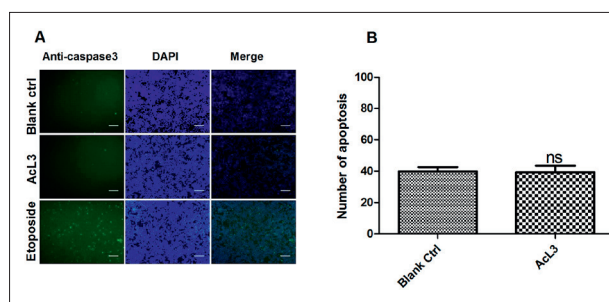 A
Anti-caspase3 DAPI Merge
Blank ctrl
AcL3
Etoposide
B
Number of apoptosis
100
80
60
40
20
0
ns
Blank Ctrl
AcL3